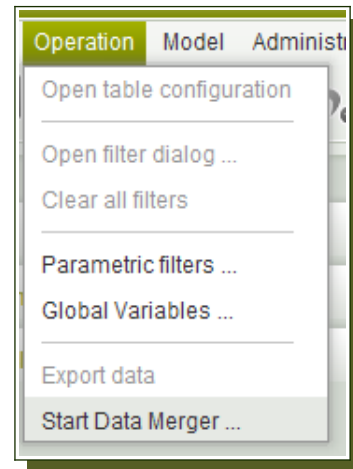 Operation Model Administ
Open table configuration
Open filter dialog ...
Clear all filters
Parametric filters ...
Global Variables ...
Export data
Start Data Merger ...